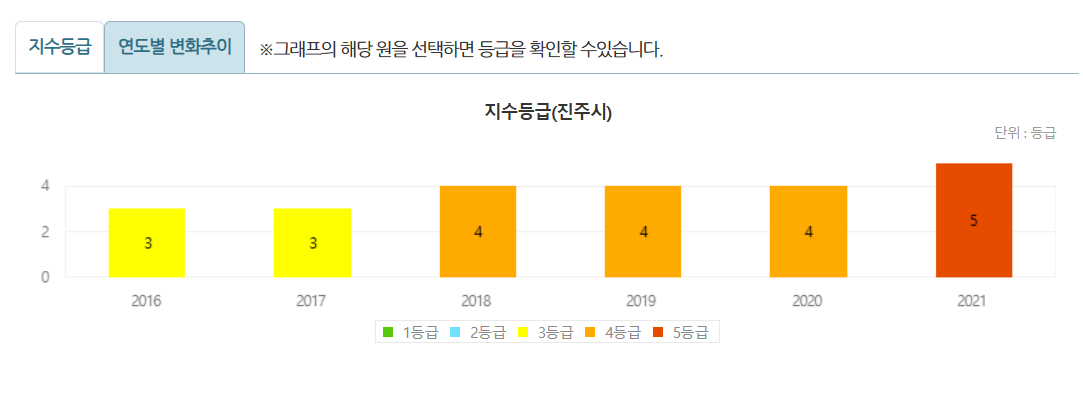 지수등급 연도별 변화추이 ※그래프의 해당 원을 선택하면 등급을 확인할 수있습니다.
지수등급(진주시)
단위 : 등급
4
2
0
3 3 4 4 4 5
2016 2017 2018 2019 2020 2021
1등급 2등급 3등급 4등급 5등급